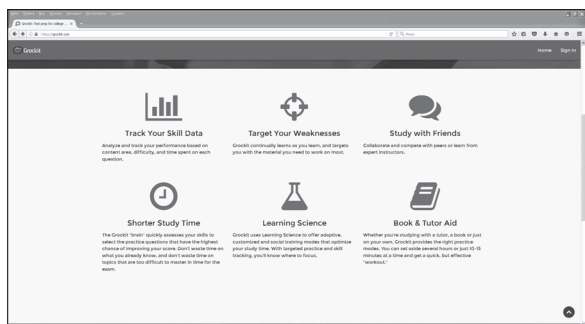 Grockit: Test prep for college ...
https://grockit.com
Поиск
Grockit
Home Sign In
Track Your Skill Data
Analyze and track your performance based on
content area, difficulty, and time spent on each
question.
Target Your Weaknesses
Grockit continually learns as you learn, and targets
you with the material you need to work on most.
Study with Friends
Collaborate and compete with peers or learn from
expert instructors.
Shorter Study Time
The Grockit "brain" quickly assesses your skills to
select the practice questions that have the highest
chance of improving your score. Don't waste time on
what you already know, and don't waste time on
topics that are too difficult to master in time for the
exam.
Learning Science
Grockit uses Learning Science to offer adaptive,
customized and social training modes that optimize
your study time. With targeted practice and skill
tracking, you'll know where to focus.
Book & Tutor Aid
Whether you're studying with a tutor, a book or just
on your own, Grockit provides the right practice
modes. You can set aside several hours or just 10-15
minutes at a time and get a quick, but effective
"workout."